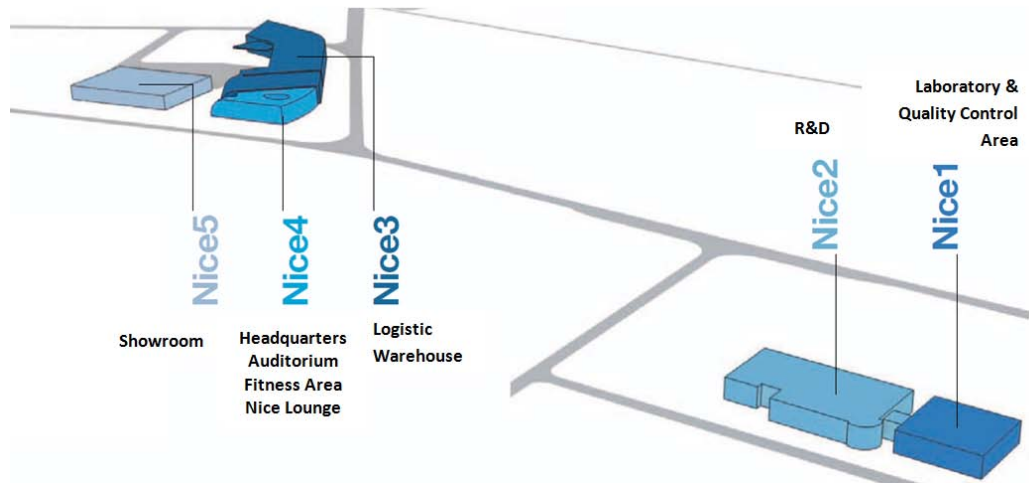 Laboratory &
Quality Control
Area
R&D
Nice5
Nice4
Nice3
Nice2
Nice1
Showroom
Headquarters
Auditorium
Fitness Area
Nice Lounge
Logistic
Warehouse